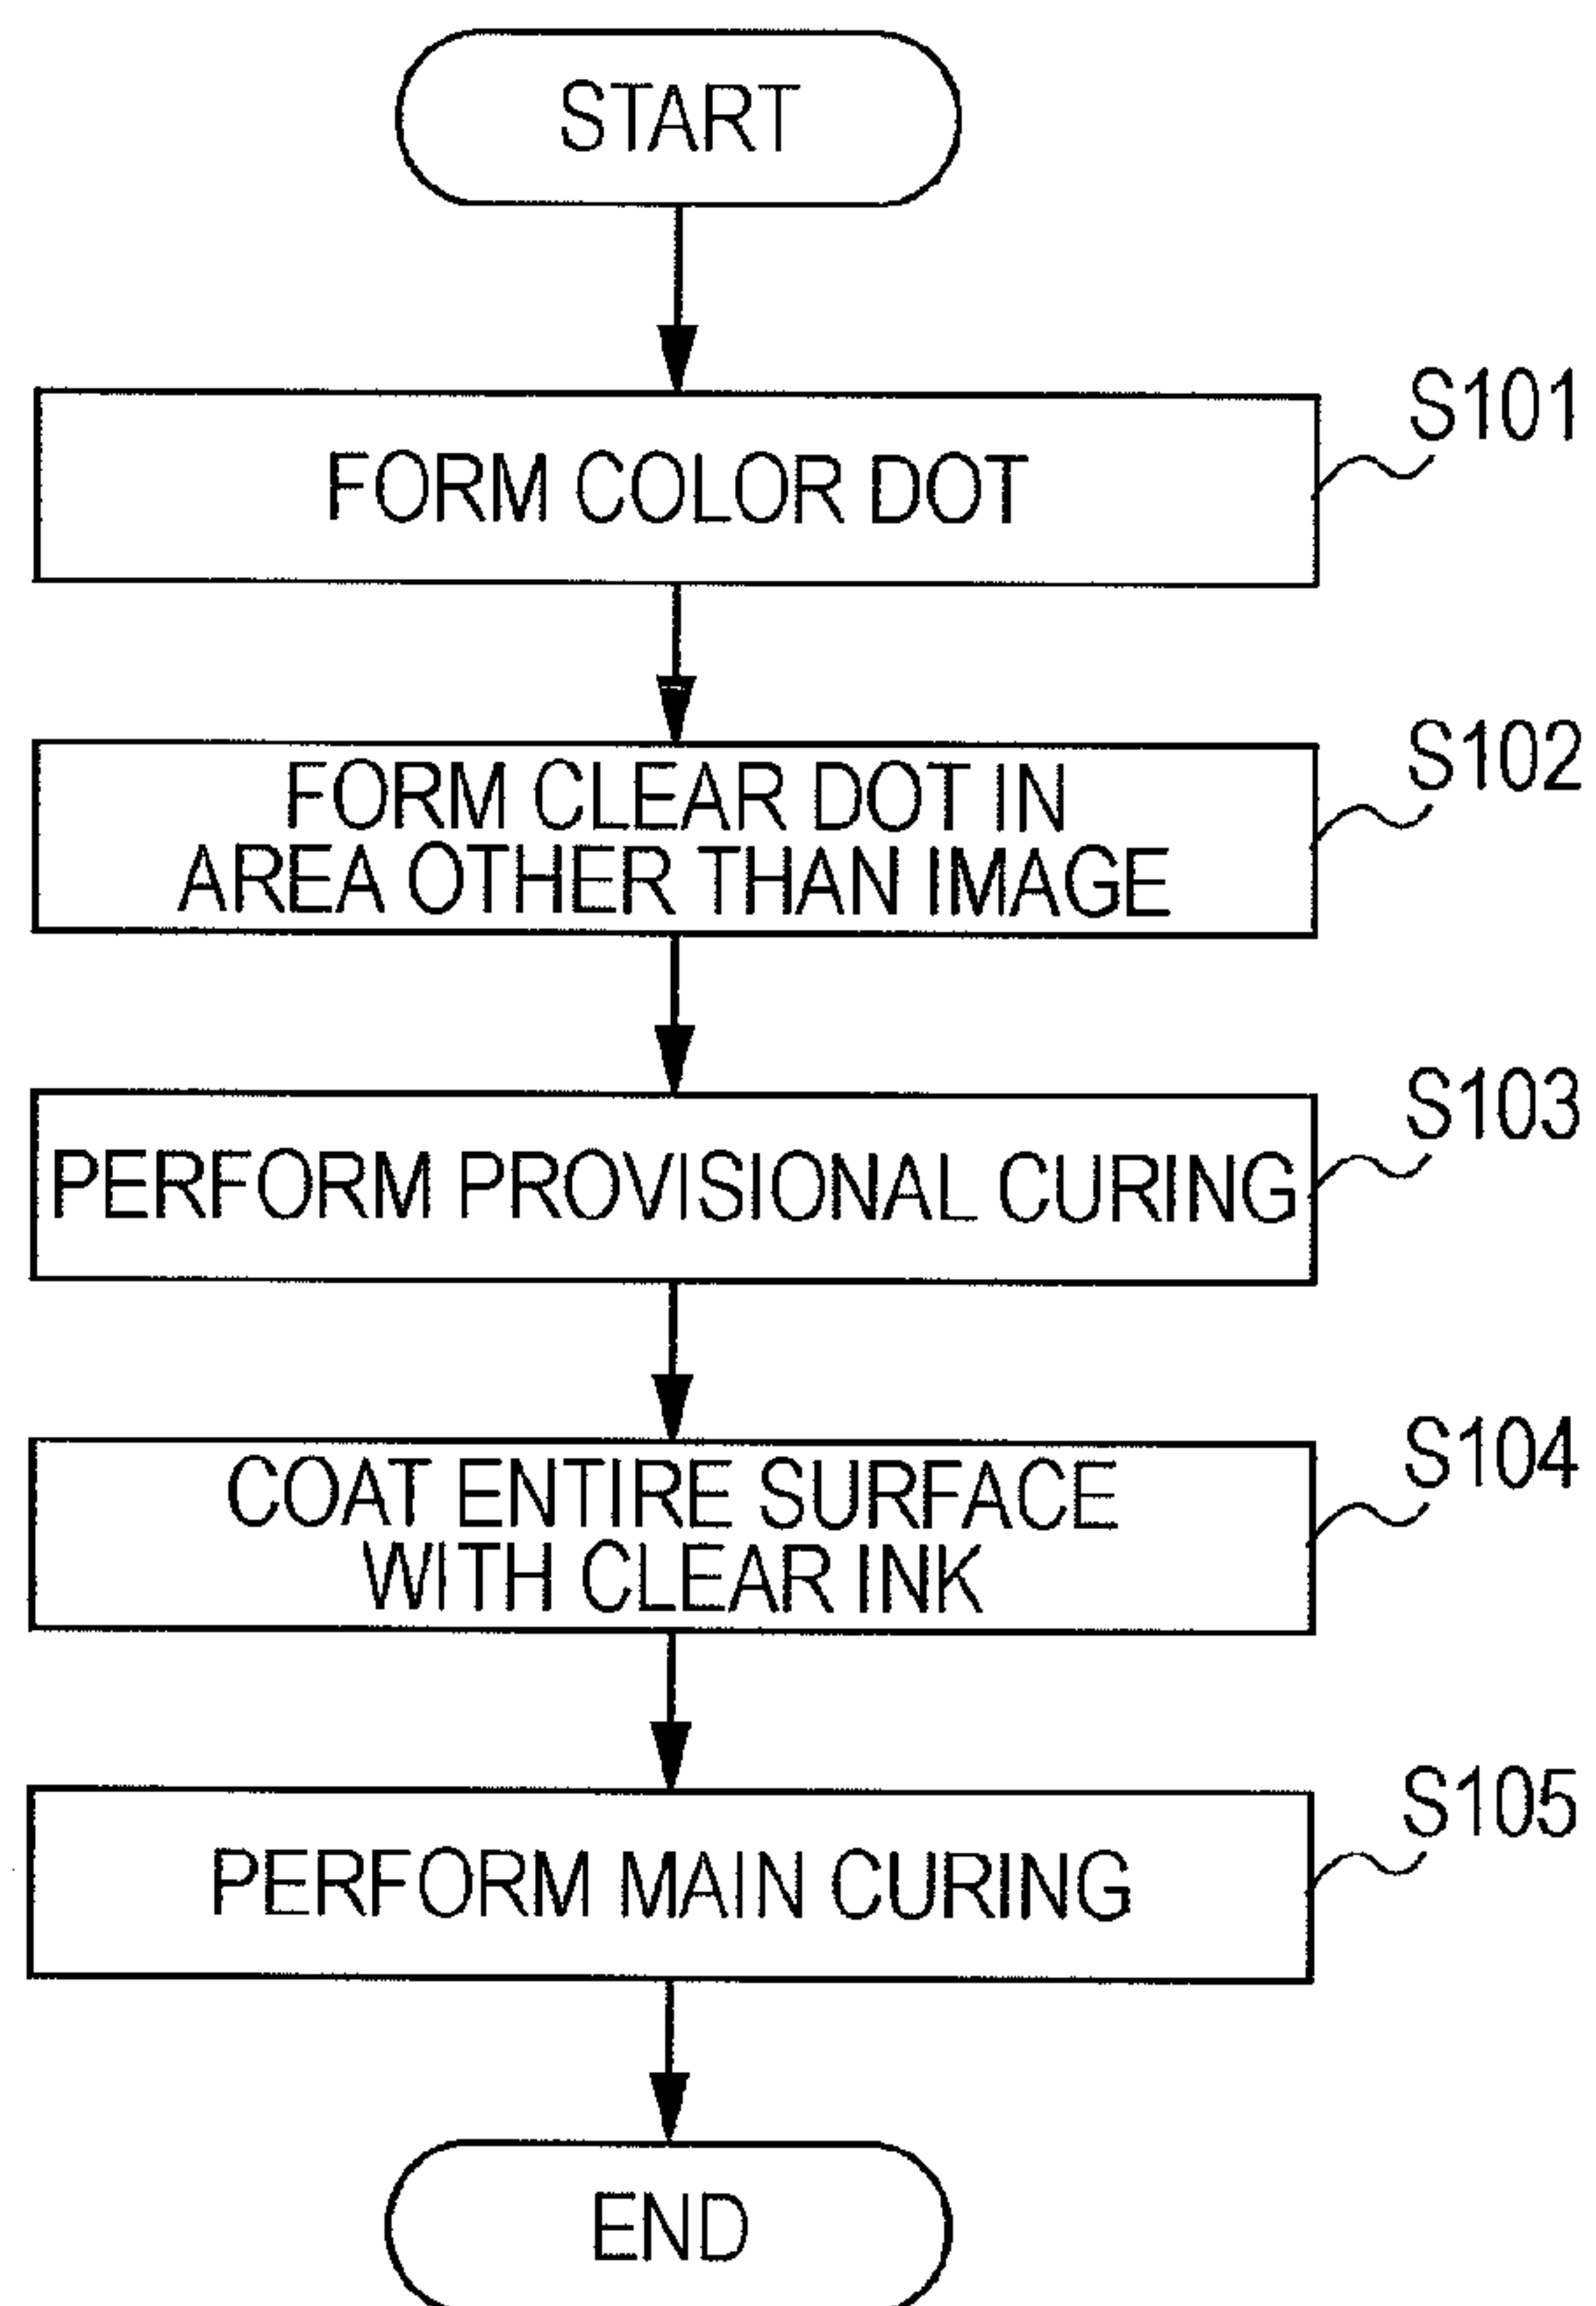 START
S101
FORM COLOR DOT
S102
FORM CLEAR DOT IN
AREA OTHER THAN IMAGE
S103
PERFORM PROVISIONAL CURING
S104
COAT ENTIRE SURFACE
WITH CLEAR INK
S105
PERFORM MAIN CURING
END